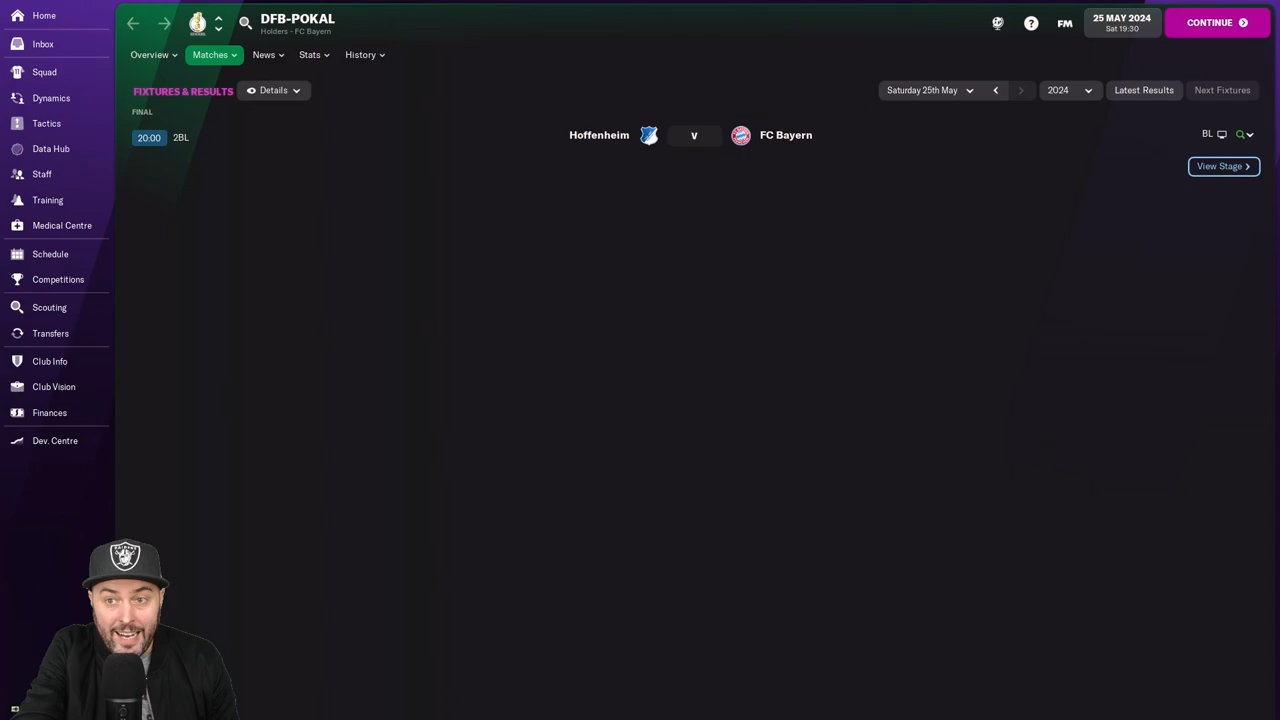 Home
Inbox
Squad
Dynamics
Tactics
Data Hub
Staff
Training
Medical Centre
Schedule
Competitions
Scouting
Transfers
Club Info
Club Vision
Finances
Dev. Centre
DFB-POKAL
Holders - FC Bayern
FM
25 MAY 2024
Sat 19:30
CONTINUE
Overview
Matches
News
Stats
History
FIXTURES & RESULTS
Details
Saturday 25th May
2024
Latest Results
Next Fixtures
FINAL
20:00 2BL
Hoffenheim v FC Bayern
BL
View Stage
RAIDERS